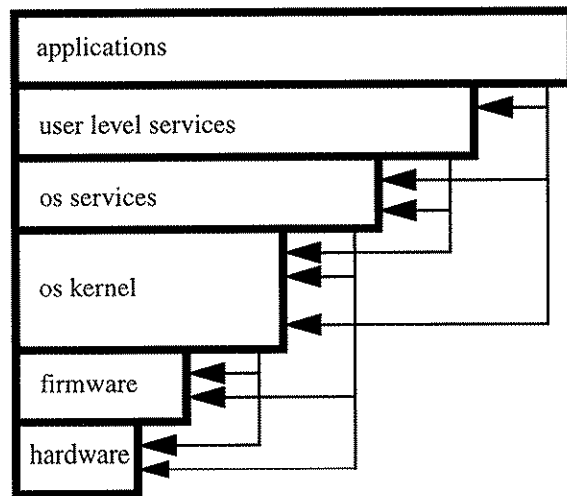 applications
user level services
os services
os kernel
firmware
hardware